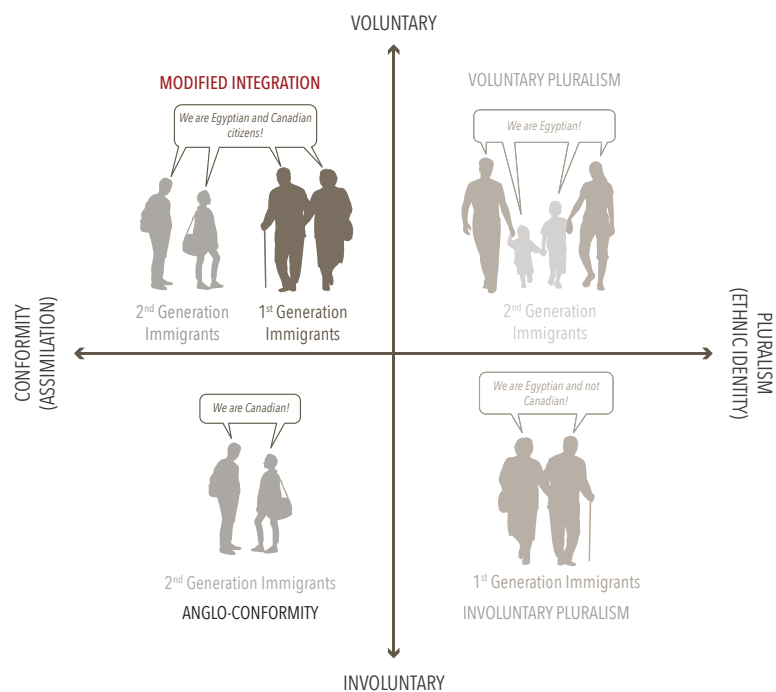 VOLUNTARY
MODIFIED INTEGRATION
We are Egyptian and Canadian
citizens!
2nd Generation
Immigrants
1st Generation
Immigrants
VOLUNTARY PLURALISM
We are Egyptian!
2nd Generation
Immigrants
CONFORMITY
(ASSIMILATION)
PLURALISM
(ETHNIC IDENTITY)
We are Canadian!
2nd Generation Immigrants
ANGLO-CONFORMITY
We are Egyptian and not
Canadian!
1st Generation Immigrants
INVOLUNTARY PLURALISM
INVOLUNTARY